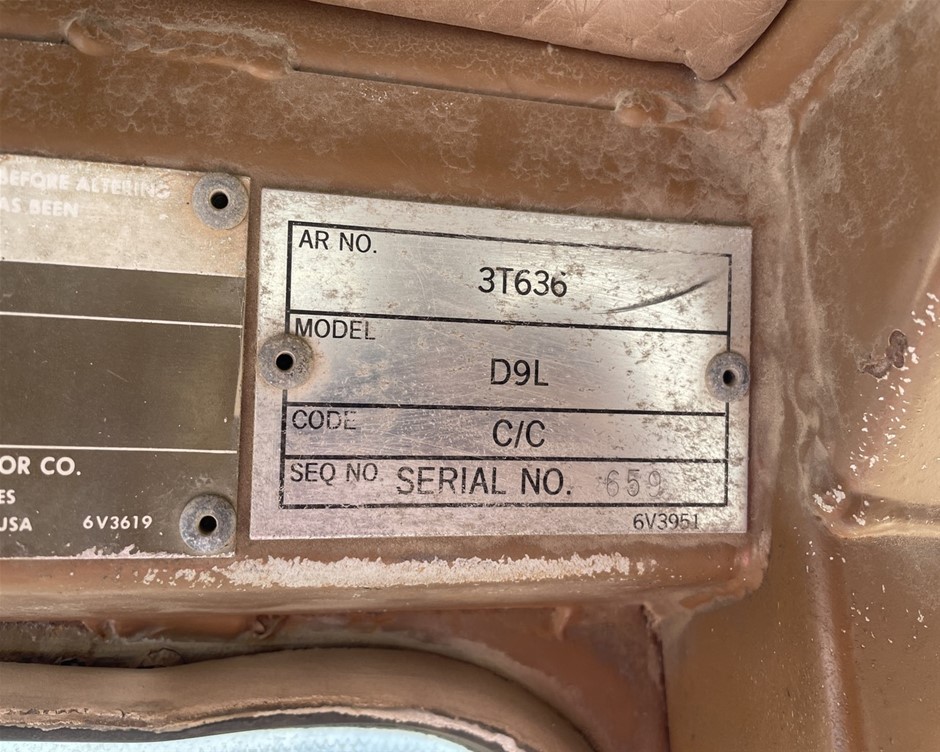 BEFORE ALTERING
AS BEEN
OR CO.
ES
USA 6V3619
AR NO.
3T636
MODEL
D9L
CODE
C/C
SEQ NO. SERIAL NO. 659
6V3951